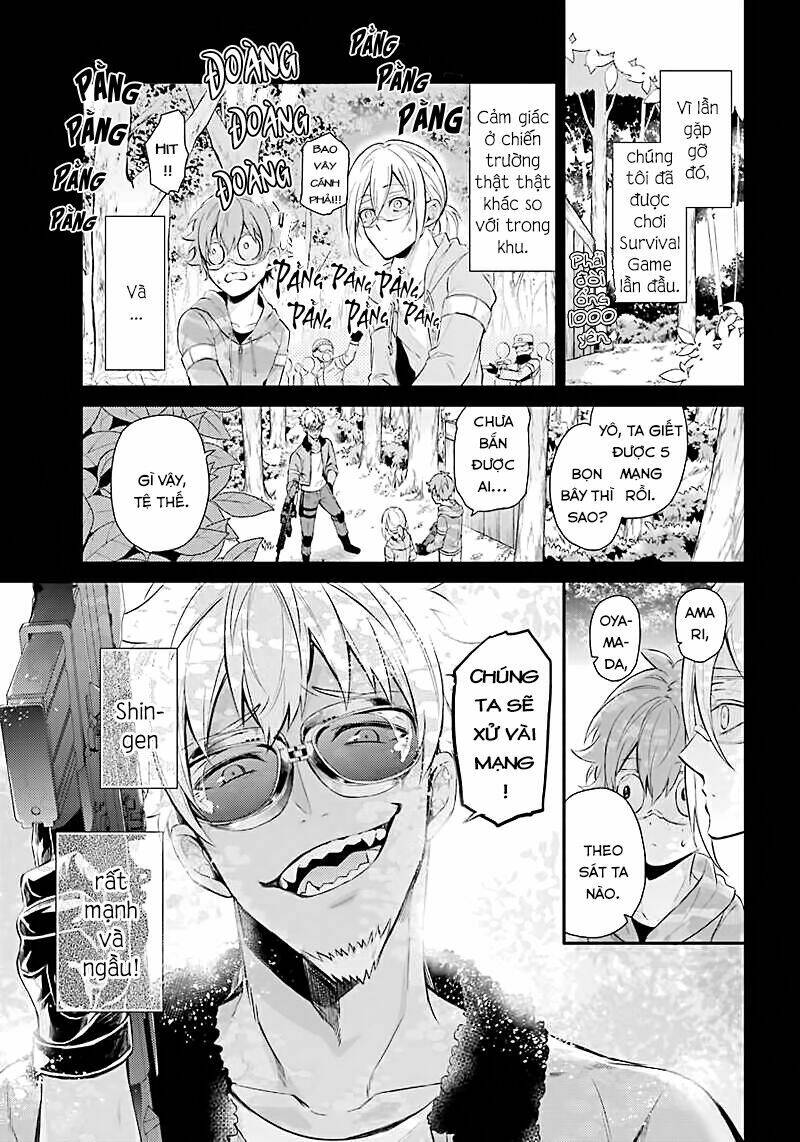 Vì lần
gặp
gỡ đó,
chúng
tôi đã
được
chơi
Survival
Game
lần đầu.
Phải
đội
tổng
1000
yên
Cảm giác
ở chiến
trường
thật thật
khác so
với trong
khu.
PẰNG
PẰNG
PẰNG
BAO
VÂY
CÁNH
PHẢI!!!
ĐOÀNG
ĐOÀNG
ĐOÀNG
HIT
!!
PẰNG
PẰNG
PẰNG
PẰNG
PẰNG PẰNG PẰNG
PẰNG PẰNG PẰNG
Và
...
YÔ, TA GIẾT
ĐƯỢC 5
BỌN MẠNG
BÂY THÌ RỒI.
SAO?
CHƯA
BẮN
ĐƯỢC
AI...
GÌ VẬY,
TỆ THẾ.
AMA
RI,
OYA-
MA-
DA,
THEO
SÁT TA
NÀO.
CHÚNG
TA SẼ
XỬ VÀI
MẠNG
!
Shin-
gen
rất
mạnh
và
ngầu!